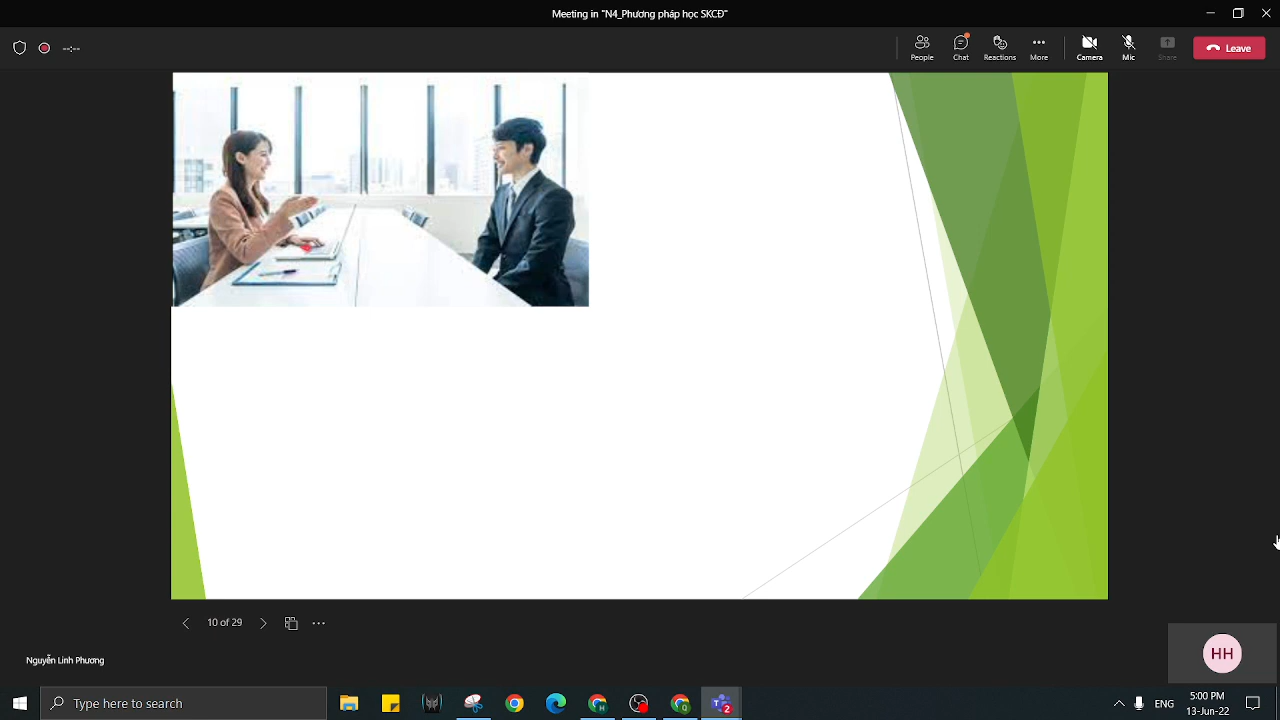 Meeting in "N4_Phương pháp học SKCĐ"
--:--
People
Chat
Reactions
More
Camera
Mic
Share
Leave
10 of 29
Nguyễn Linh Phương
HH
Type here to search
2
ENG
5:00 PM
13-Jun-22